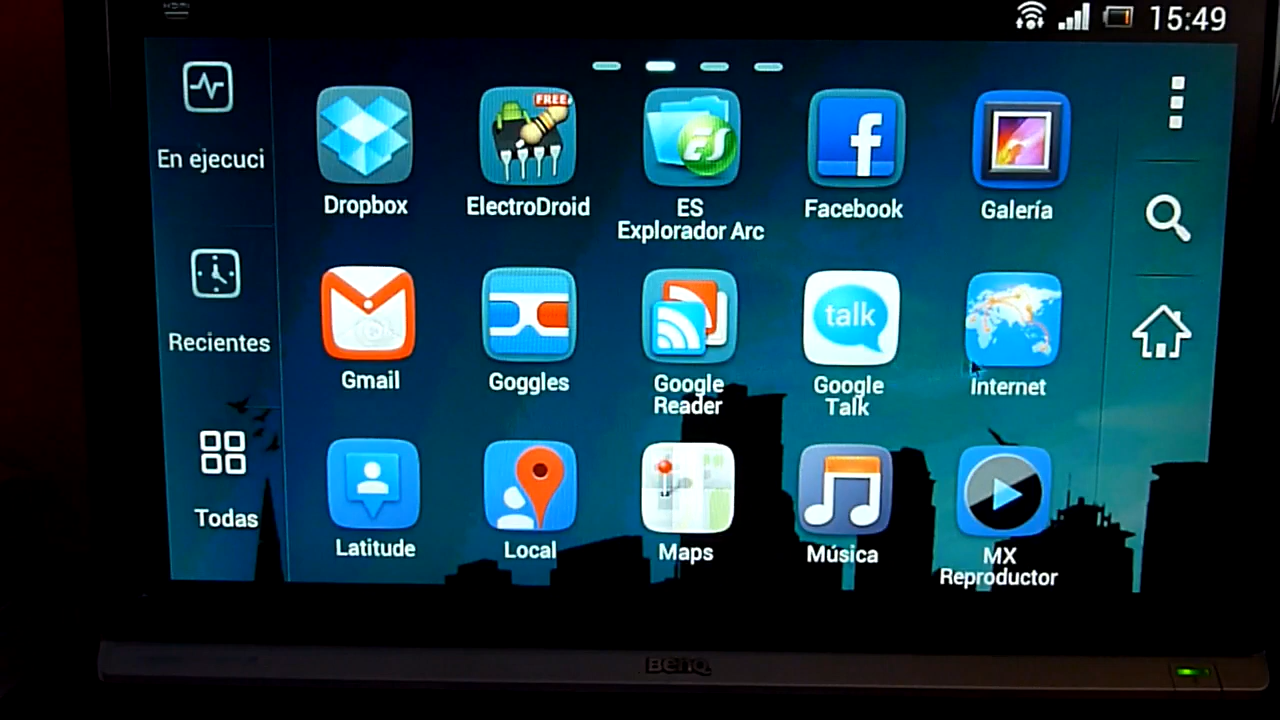 HDMI
15:49
En ejecuci
Recientes
Todas
FREE
Dropbox
ElectroDroid
ES
Explorador Arc
Facebook
Galería
Gmail
Goggles
Google
Reader
talk
Google
Talk
Internet
Latitude
Local
Maps
Música
MX
Reproductor
BenQ